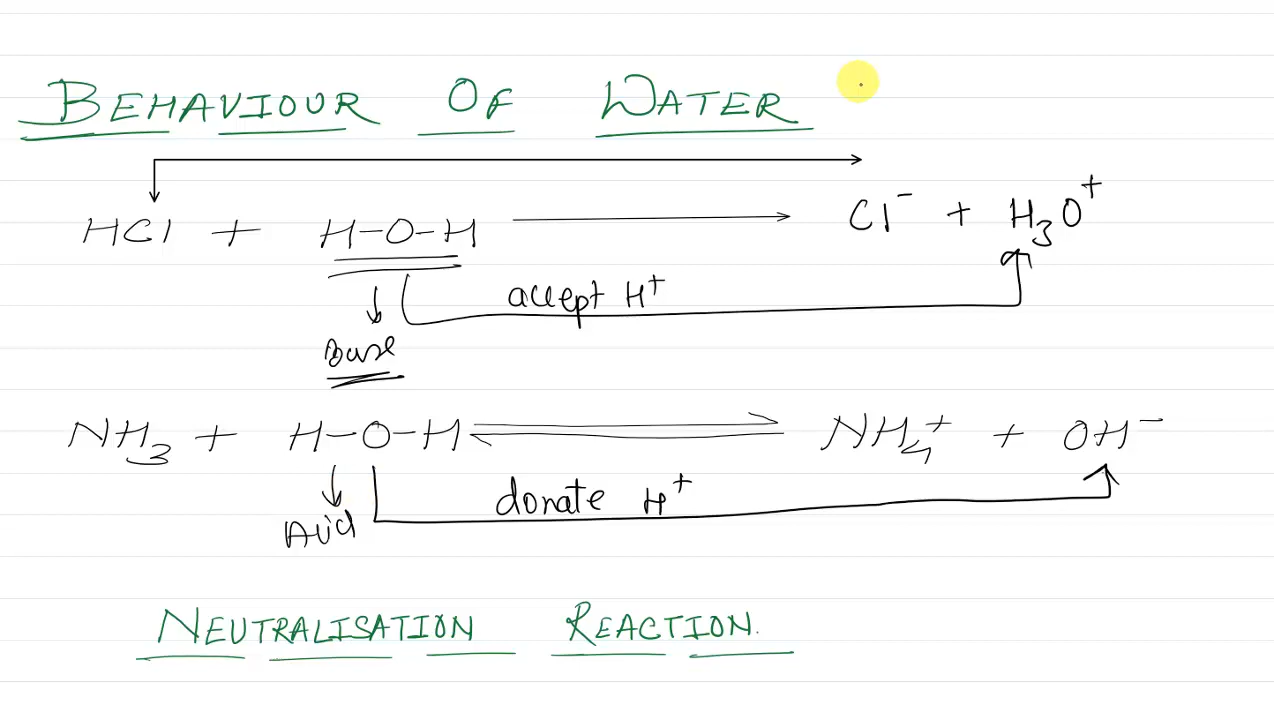 BEHAVIOUR OF WATER
HCl + H-O-H → Cl⁻ + H₃O⁺
accept H⁺
Base
NH₃ + H-O-H ⇌ NH₄⁺ + OH⁻
donate H⁺
Acid
NEUTRALISATION REACTION.